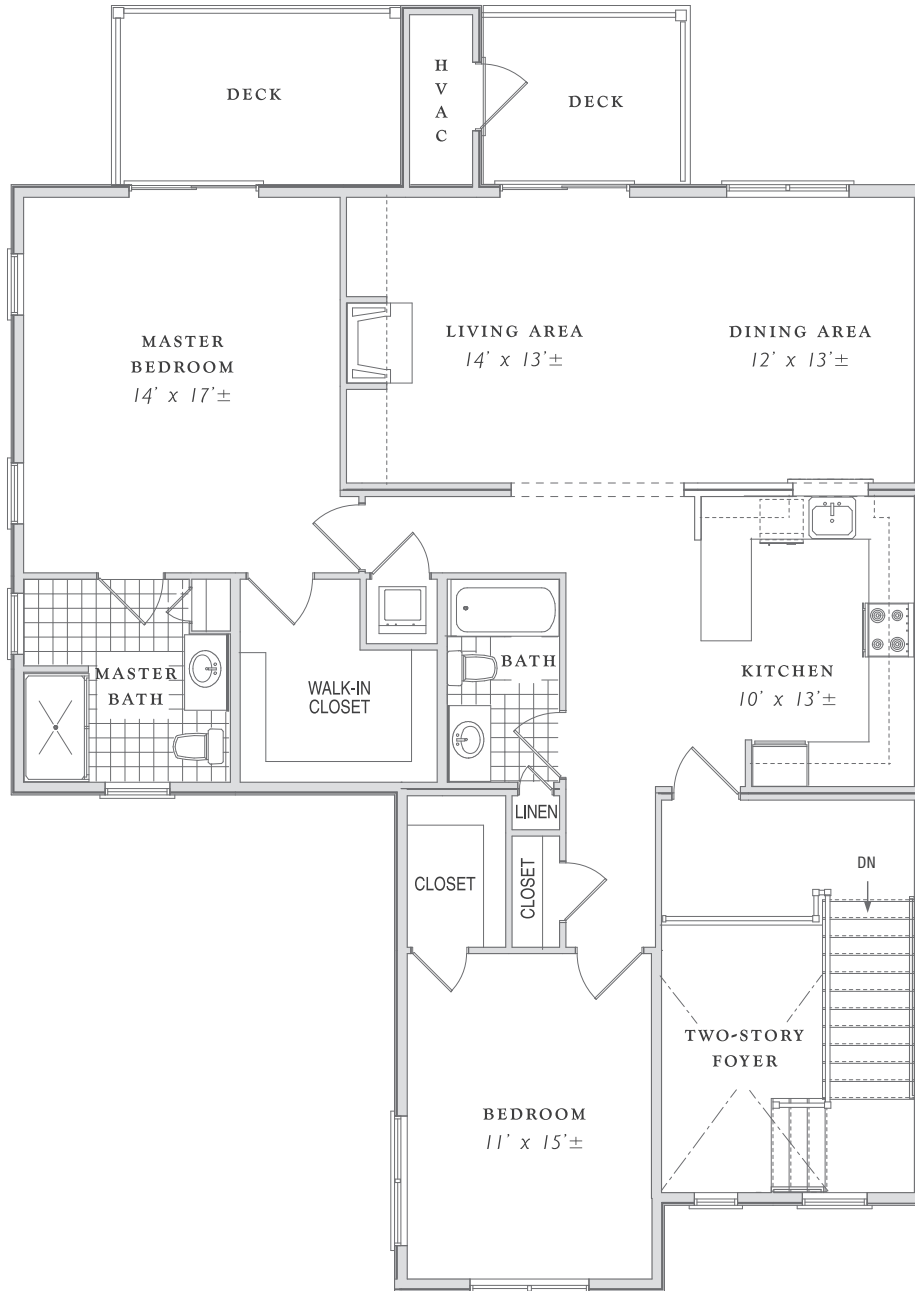 DECK
H
V
A
C
DECK
MASTER
BEDROOM
14' x 17'±
LIVING AREA
14' x 13'±
DINING AREA
12' x 13'±
MASTER
BATH
WALK-IN
CLOSET
BATH
KITCHEN
10' x 13'±
LINEN
CLOSET
CLOSET
DN
TWO-STORY
FOYER
BEDROOM
11' x 15'±